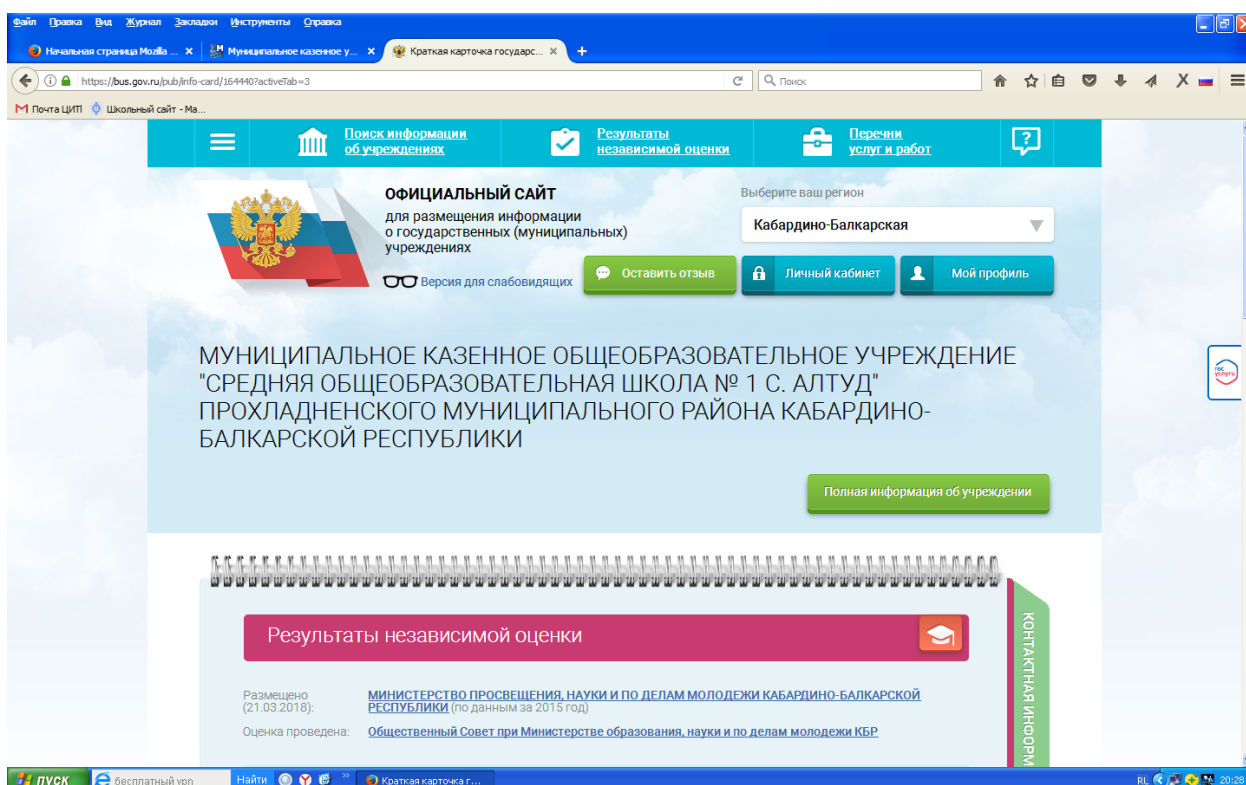 Файл Правка Вид Журнал Закладки Инструменты Справка
Начальная страница Mozilla ... Муниципальное казенное у... Краткая карточка государс...
https://bus.gov.ru/pub/info-card/164440?activeTab=3 Поиск
Почта ЦИТ Школьный сайт - Ма...
Поиск информации
об учреждениях
Результаты
независимой оценки
Перечни
услуг и работ
ОФИЦИАЛЬНЫЙ САЙТ
для размещения информации
о государственных (муниципальных)
учреждениях
Версия для слабовидящих
Выберите ваш регион
Кабардино-Балкарская
Оставить отзыв
Личный кабинет
Мой профиль
МУНИЦИПАЛЬНОЕ КАЗЕННОЕ ОБЩЕОБРАЗОВАТЕЛЬНОЕ УЧРЕЖДЕНИЕ
"СРЕДНЯЯ ОБЩЕОБРАЗОВАТЕЛЬНАЯ ШКОЛА № 1 С. АЛТУД"
ПРОХЛАДНЕНСКОГО МУНИЦИПАЛЬНОГО РАЙОНА КАБАРДИНО-
БАЛКАРСКОЙ РЕСПУБЛИКИ
гос
услуги
Полная информация об учреждении
Результаты независимой оценки
КОНТАКТНАЯ ИНФОРМ
Размещено
(21.03.2018):
МИНИСТЕРСТВО ПРОСВЕЩЕНИЯ, НАУКИ И ПО ДЕЛАМ МОЛОДЕЖИ КАБАРДИНО-БАЛКАРСКОЙ
РЕСПУБЛИКИ (по данным за 2015 год)
Оценка проведена:
Общественный Совет при Министерстве образования, науки и по делам молодежи КБР
пуск бесплатный vpn Найти Краткая карточка г... RL 20:28